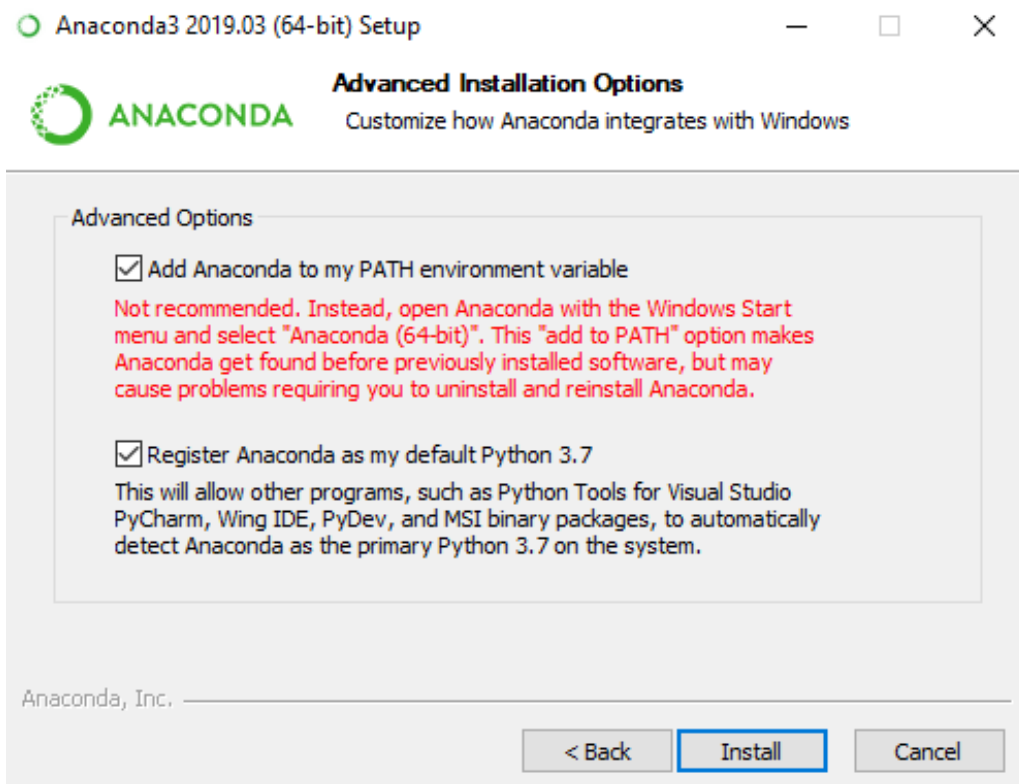 Anaconda3 2019.03 (64-bit) Setup
ANACONDA
Advanced Installation Options
Customize how Anaconda integrates with Windows
Advanced Options
Add Anaconda to my PATH environment variable
Not recommended. Instead, open Anaconda with the Windows Start
menu and select "Anaconda (64-bit)". This "add to PATH" option makes
Anaconda get found before previously installed software, but may
cause problems requiring you to uninstall and reinstall Anaconda.
Register Anaconda as my default Python 3.7
This will allow other programs, such as Python Tools for Visual Studio
PyCharm, Wing IDE, PyDev, and MSI binary packages, to automatically
detect Anaconda as the primary Python 3.7 on the system.
Anaconda, Inc.
< Back
Install
Cancel